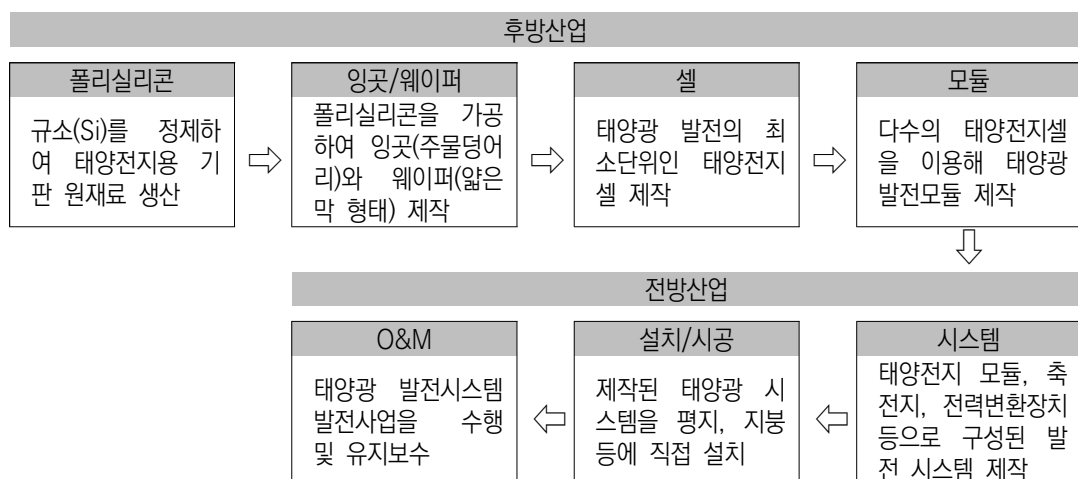 후방산업
폴리실리콘
규소(Si)를 정제하
여 태양전지용 기
판 원재료 생산
잉곳/웨이퍼
폴리실리콘을 가공
하여 잉곳(주물덩어
리)와 웨이퍼(얇은
막 형태) 제작
셀
태양광 발전의 최
소단위인 태양전지
셀 제작
모듈
다수의 태양전지셀
을 이용해 태양광
발전모듈 제작
전방산업
O&M
태양광 발전시스템
발전사업을 수행
및 유지보수
설치/시공
제작된 태양광 시
스템을 평지, 지붕
등에 직접 설치
시스템
태양전지 모듈, 축
전지, 전력변환장치
등으로 구성된 발
전 시스템 제작